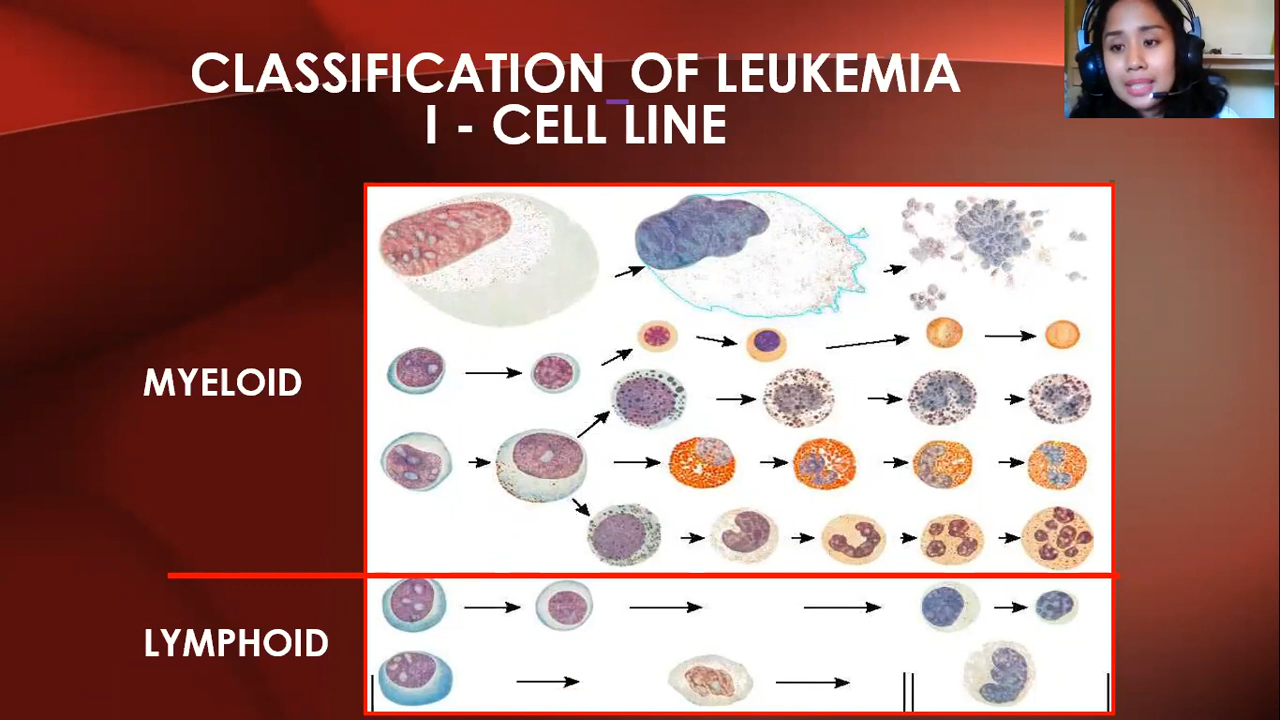 CLASSIFICATION OF LEUKEMIA
I - CELL LINE
MYELOID
LYMPHOID